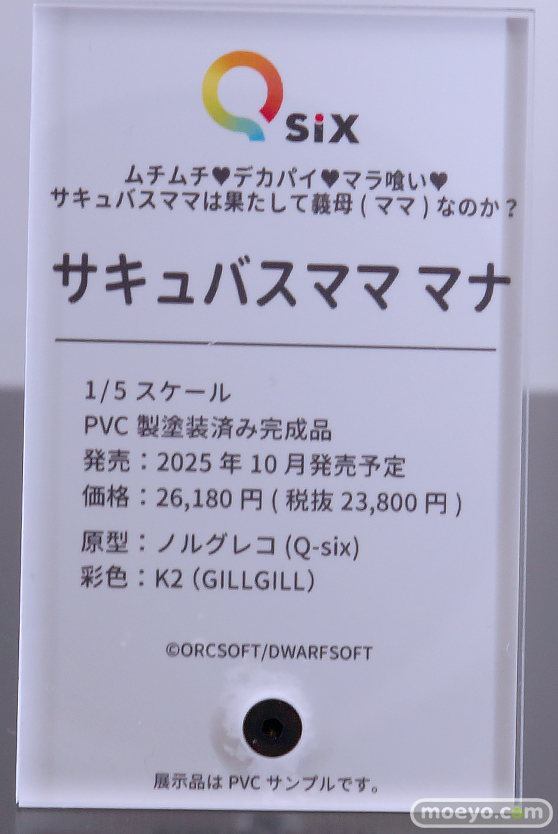 Q SiX
ムチムチ♥デカパイ♥マラ喰い♥
サキュバスママは果たして義母(ママ)なのか?
サキュバスママ マナ
1/5 スケール
PVC 製塗装済み完成品
発売:2025 年 10 月発売予定
価格:26,180 円 ( 税抜 23,800 円 )
原型:ノルグレコ (Q-six)
彩色:K2(GILLGILL)
©ORCSOFT/DWARFSOFT
展示品は PVC サンプルです。
moeyo.com